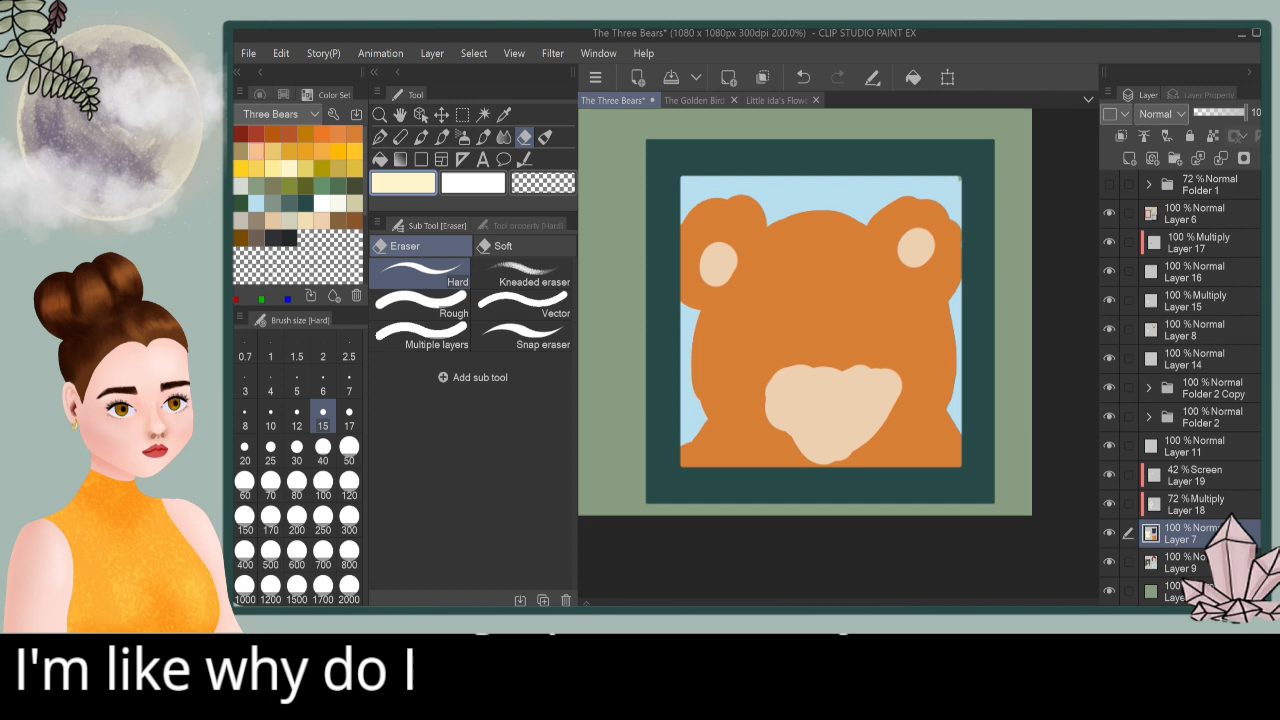 The Three Bears* (1080 x 1080px 300dpi 200.0%) - CLIP STUDIO PAINT EX
File Edit Story(P) Animation Layer Select View Filter Window Help
Color Set
Tool
The Three Bears*
The Golden Bird
Little Ida's Flow
Layer
Layer Property
Three Bears
Normal
10
Sub Tool [Eraser]
Tool property [Hard]
Eraser
Soft
Hard
Kneaded eraser
Rough
Vector
Multiple layers
Snap eraser
Add sub tool
Brush size [Hard]
0.7 1 1.5 2 2.5
3 4 5 6 7
8 10 12 15 17
20 25 30 40 50
60 70 80 100 120
150 170 200 250 300
400 500 600 700 800
1000 1200 1500 1700 2000
72 %Normal
Folder 1
100 %Normal
Layer 6
100 %Multiply
Layer 17
100 %Normal
Layer 16
100 %Multiply
Layer 15
100 %Normal
Layer 8
100 %Normal
Layer 14
100 %Normal
Folder 2 Copy
100 %Normal
Folder 2
100 %Normal
Layer 11
42 %Screen
Layer 19
72 %Multiply
Layer 18
100 %Norm
Layer 7
100 %No
Layer 9
100
Laye
I'm like why do I